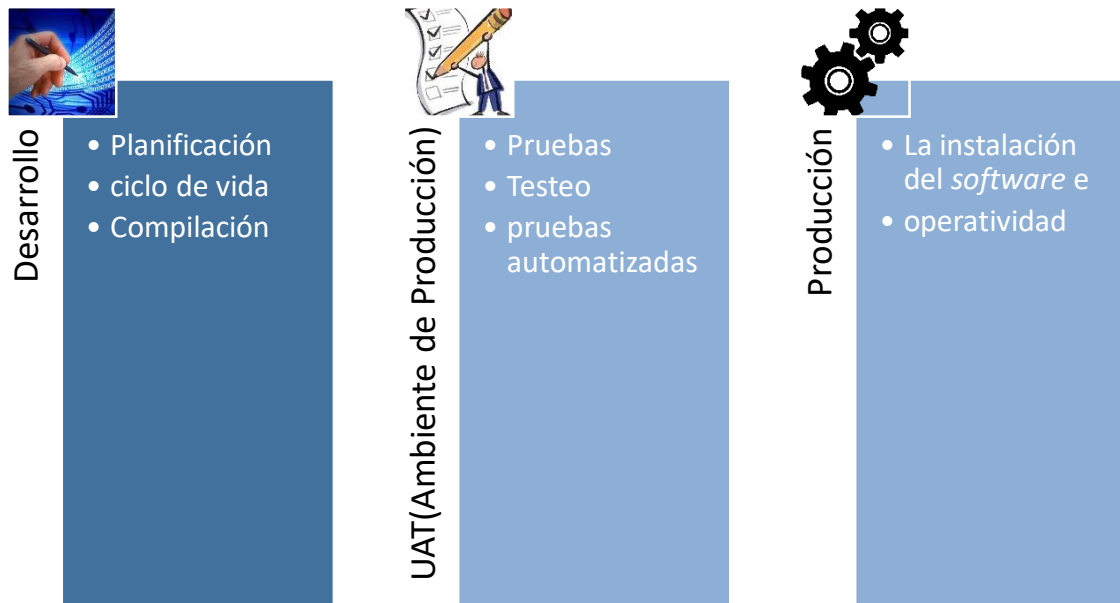 Desarrollo
• Planificación
• ciclo de vida
• Compilación
UAT(Ambiente de Producción)
• Pruebas
• Testeo
• pruebas
automatizadas
Producción
• La instalación
del software e
• operatividad